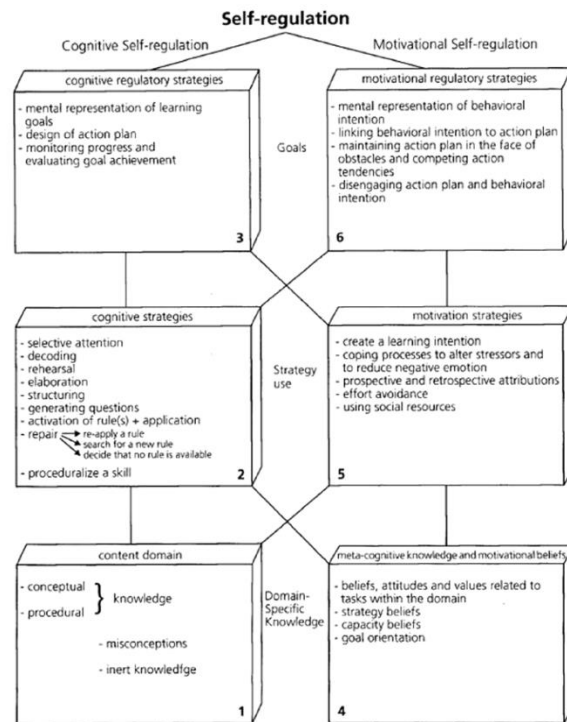 Self-regulation
Cognitive Self-regulation
Motivational Self-regulation
cognitive regulatory strategies
- mental representation of learning
goals
- design of action plan
- monitoring progress and
evaluating goal achievement
3
Goals
motivational regulatory strategies
- mental representation of behavioral
intention
- linking behavioral intention to action plan
- maintaining action plan in the face of
obstacles and competing action
tendencies
- disengaging action plan and behavioral
intention
6
cognitive strategies
- selective attention
- decoding
- rehearsal
- elaboration
- structuring
- generating questions
- activation of rule(s) + application
- repair
re-apply a rule
search for a new rule
decide that no rule is available
- proceduralize a skill
2
Strategy
use
motivation strategies
- create a learning intention
- coping processes to alter stressors and
to reduce negative emotion
- prospective and retrospective attributions
- effort avoidance
- using social resources
5
content domain
- conceptual
- procedural
} knowledge
- misconceptions
- inert knowledfge
1
Domain-
Specific
Knowledge
meta-cognitive knowledge and motivational beliefs
- beliefs, attitudes and values related to
tasks within the domain
- strategy beliefs
- capacity beliefs
- goal orientation
4